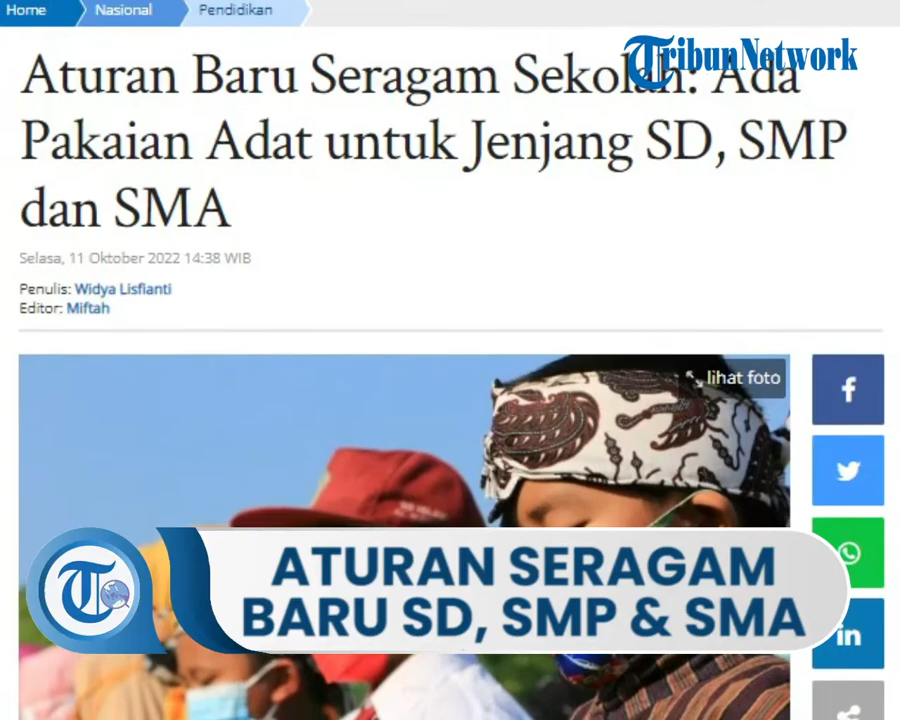 Home Nasional Pendidikan
TribunNetwork
Aturan Baru Seragam Sekolah: Ada
Pakaian Adat untuk Jenjang SD, SMP
dan SMA
Selasa, 11 Oktober 2022 14:38 WIB
Penulis: Widya Lisfianti
Editor: Miftah
lihat foto
f
T
ATURAN SERAGAM
BARU SD, SMP & SMA
in